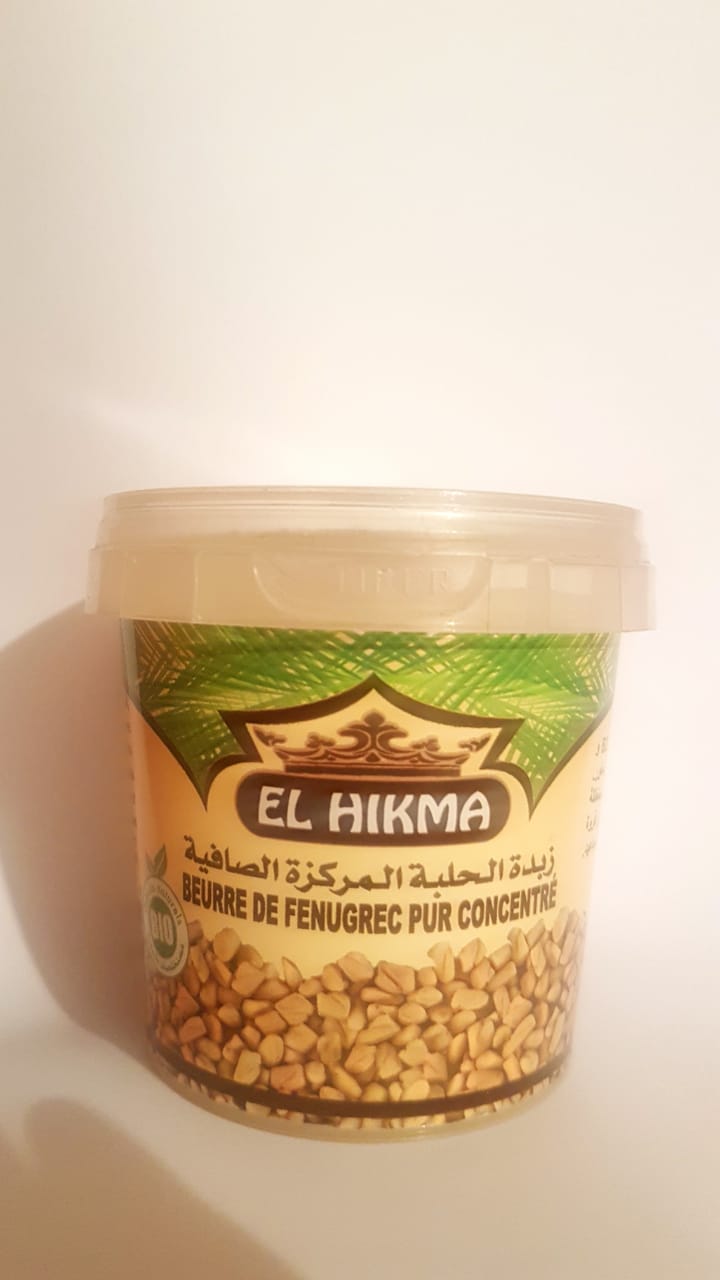 EL HIKMA
زبدة الحلبة المركزة الصافية
BEURRE DE FENUGREC PUR CONCENTRÉ
BIO